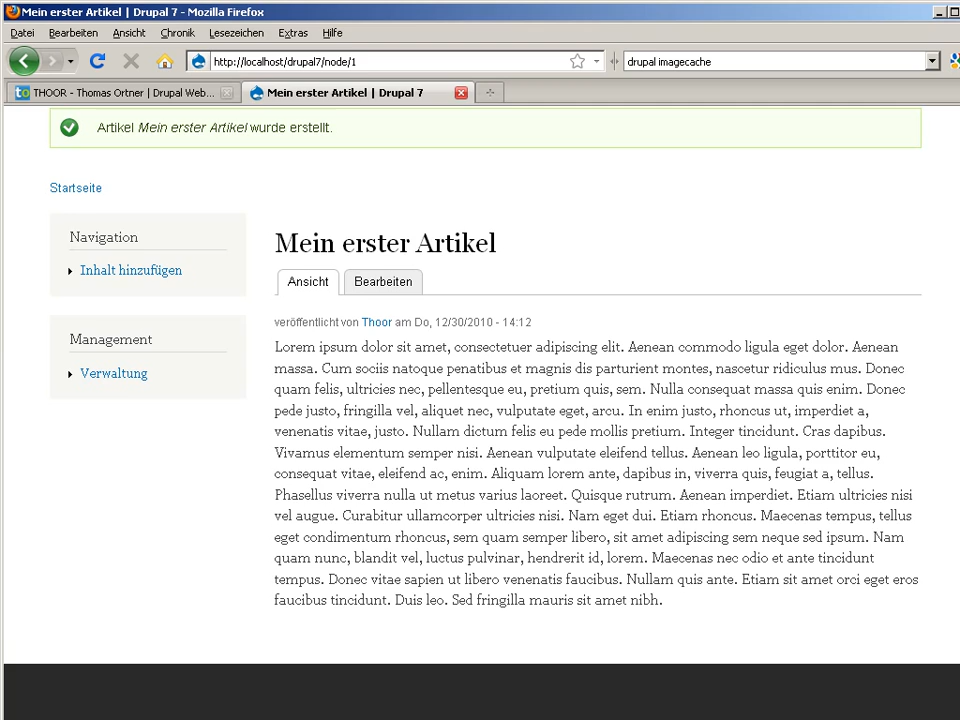 Mein erster Artikel | Drupal 7 - Mozilla Firefox
Datei Bearbeiten Ansicht Chronik Lesezeichen Extras Hilfe
http://localhost/drupal7/node/1
drupal imagecache
to THOOR - Thomas Ortner | Drupal Web...
Mein erster Artikel | Drupal 7
Artikel Mein erster Artikel wurde erstellt.
Startseite
Navigation
Inhalt hinzufügen
Management
Verwaltung
Mein erster Artikel
Ansicht Bearbeiten
veröffentlicht von Thoor am Do, 12/30/2010 - 14:12
Lorem ipsum dolor sit amet, consectetuer adipiscing elit. Aenean commodo ligula eget dolor. Aenean
massa. Cum sociis natoque penatibus et magnis dis parturient montes, nascetur ridiculus mus. Donec
quam felis, ultricies nec, pellentesque eu, pretium quis, sem. Nulla consequat massa quis enim. Donec
pede justo, fringilla vel, aliquet nec, vulputate eget, arcu. In enim justo, rhoncus ut, imperdiet a,
venenatis vitae, justo. Nullam dictum felis eu pede mollis pretium. Integer tincidunt. Cras dapibus.
Vivamus elementum semper nisi. Aenean vulputate eleifend tellus. Aenean leo ligula, porttitor eu,
consequat vitae, eleifend ac, enim. Aliquam lorem ante, dapibus in, viverra quis, feugiat a, tellus.
Phasellus viverra nulla ut metus varius laoreet. Quisque rutrum. Aenean imperdiet. Etiam ultricies nisi
vel augue. Curabitur ullamcorper ultricies nisi. Nam eget dui. Etiam rhoncus. Maecenas tempus, tellus
eget condimentum rhoncus, sem quam semper libero, sit amet adipiscing sem neque sed ipsum. Nam
quam nunc, blandit vel, luctus pulvinar, hendrerit id, lorem. Maecenas nec odio et ante tincidunt
tempus. Donec vitae sapien ut libero venenatis faucibus. Nullam quis ante. Etiam sit amet orci eget eros
faucibus tincidunt. Duis leo. Sed fringilla mauris sit amet nibh.